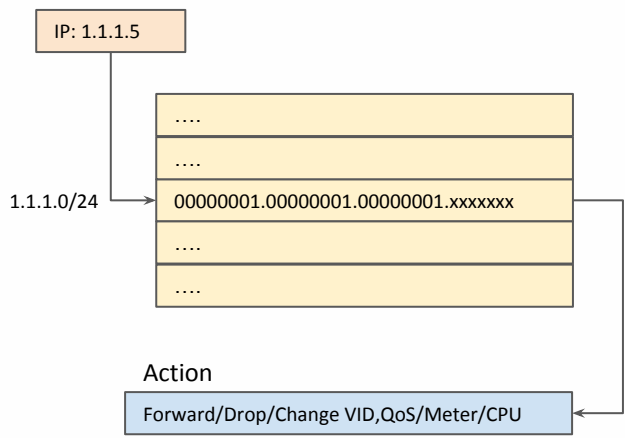 IP: 1.1.1.5
....
....
1.1.1.0/24
00000001.00000001.00000001.xxxxxxx
....
....
Action
Forward/Drop/Change VID,QoS/Meter/CPU